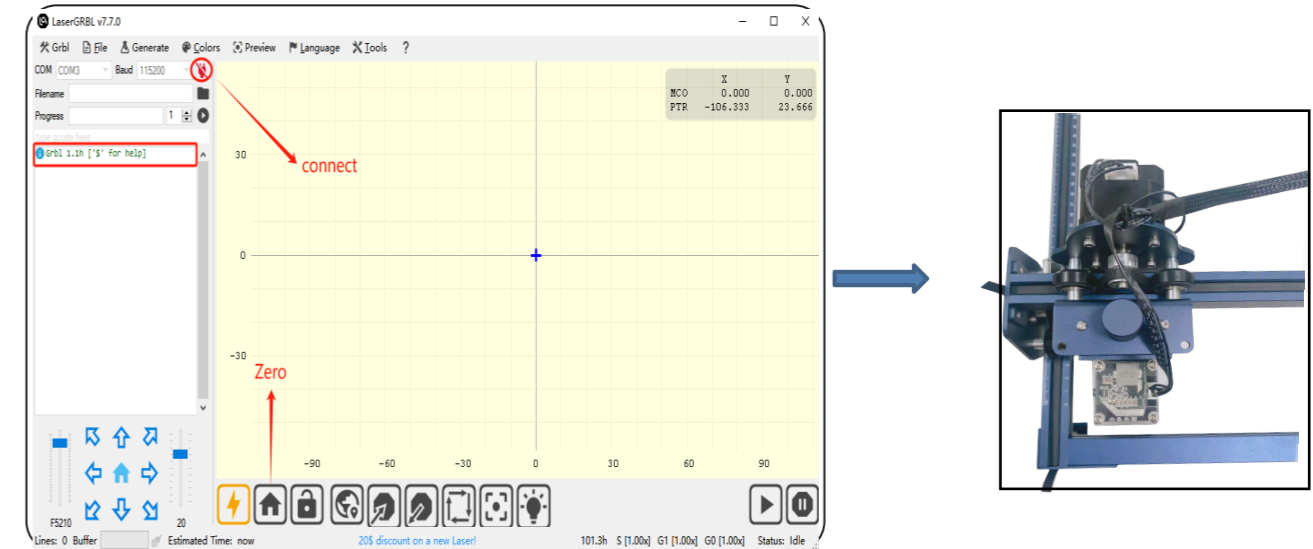 LaserGRBL v7.7.0
Grbl File Generate Colors Preview Language Tools ?
COM COM3 Baud 115200
Filename
Progress 1
type gcode here
Grbl 1.1h ['$' for help]
X Y
MCO 0.000 0.000
PTR -106.333 23.666
connect
30
0
-30
Zero
-90 -60 -30 0 30 60 90
F5210 20
Lines: 0 Buffer Estimated Time: now 20$ discount on a new Laser! 101.3h S [1.00x] G1 [1.00x] G0 [1.00x] Status: Idle